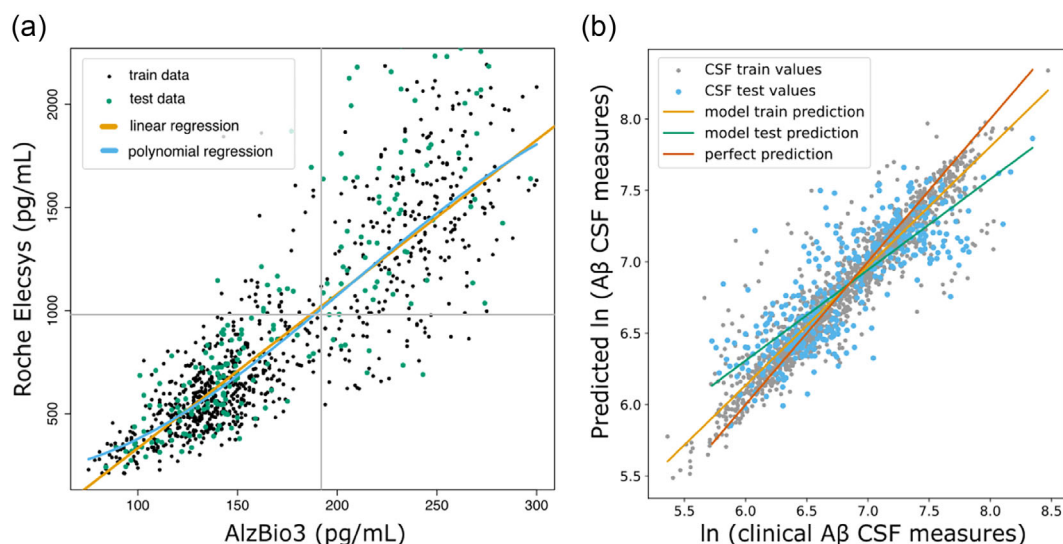 (a)
train data
test data
linear regression
polynomial regression
Roche Elecsys (pg/mL)
2000
1500
1000
500
100
150
200
250
300
AlzBio3 (pg/mL)
(b)
CSF train values
CSF test values
model train prediction
model test prediction
perfect prediction
Predicted ln (Aβ CSF measures)
8.0
7.5
7.0
6.5
6.0
5.5
5.5
6.0
6.5
7.0
7.5
8.0
8.5
ln (clinical Aβ CSF measures)